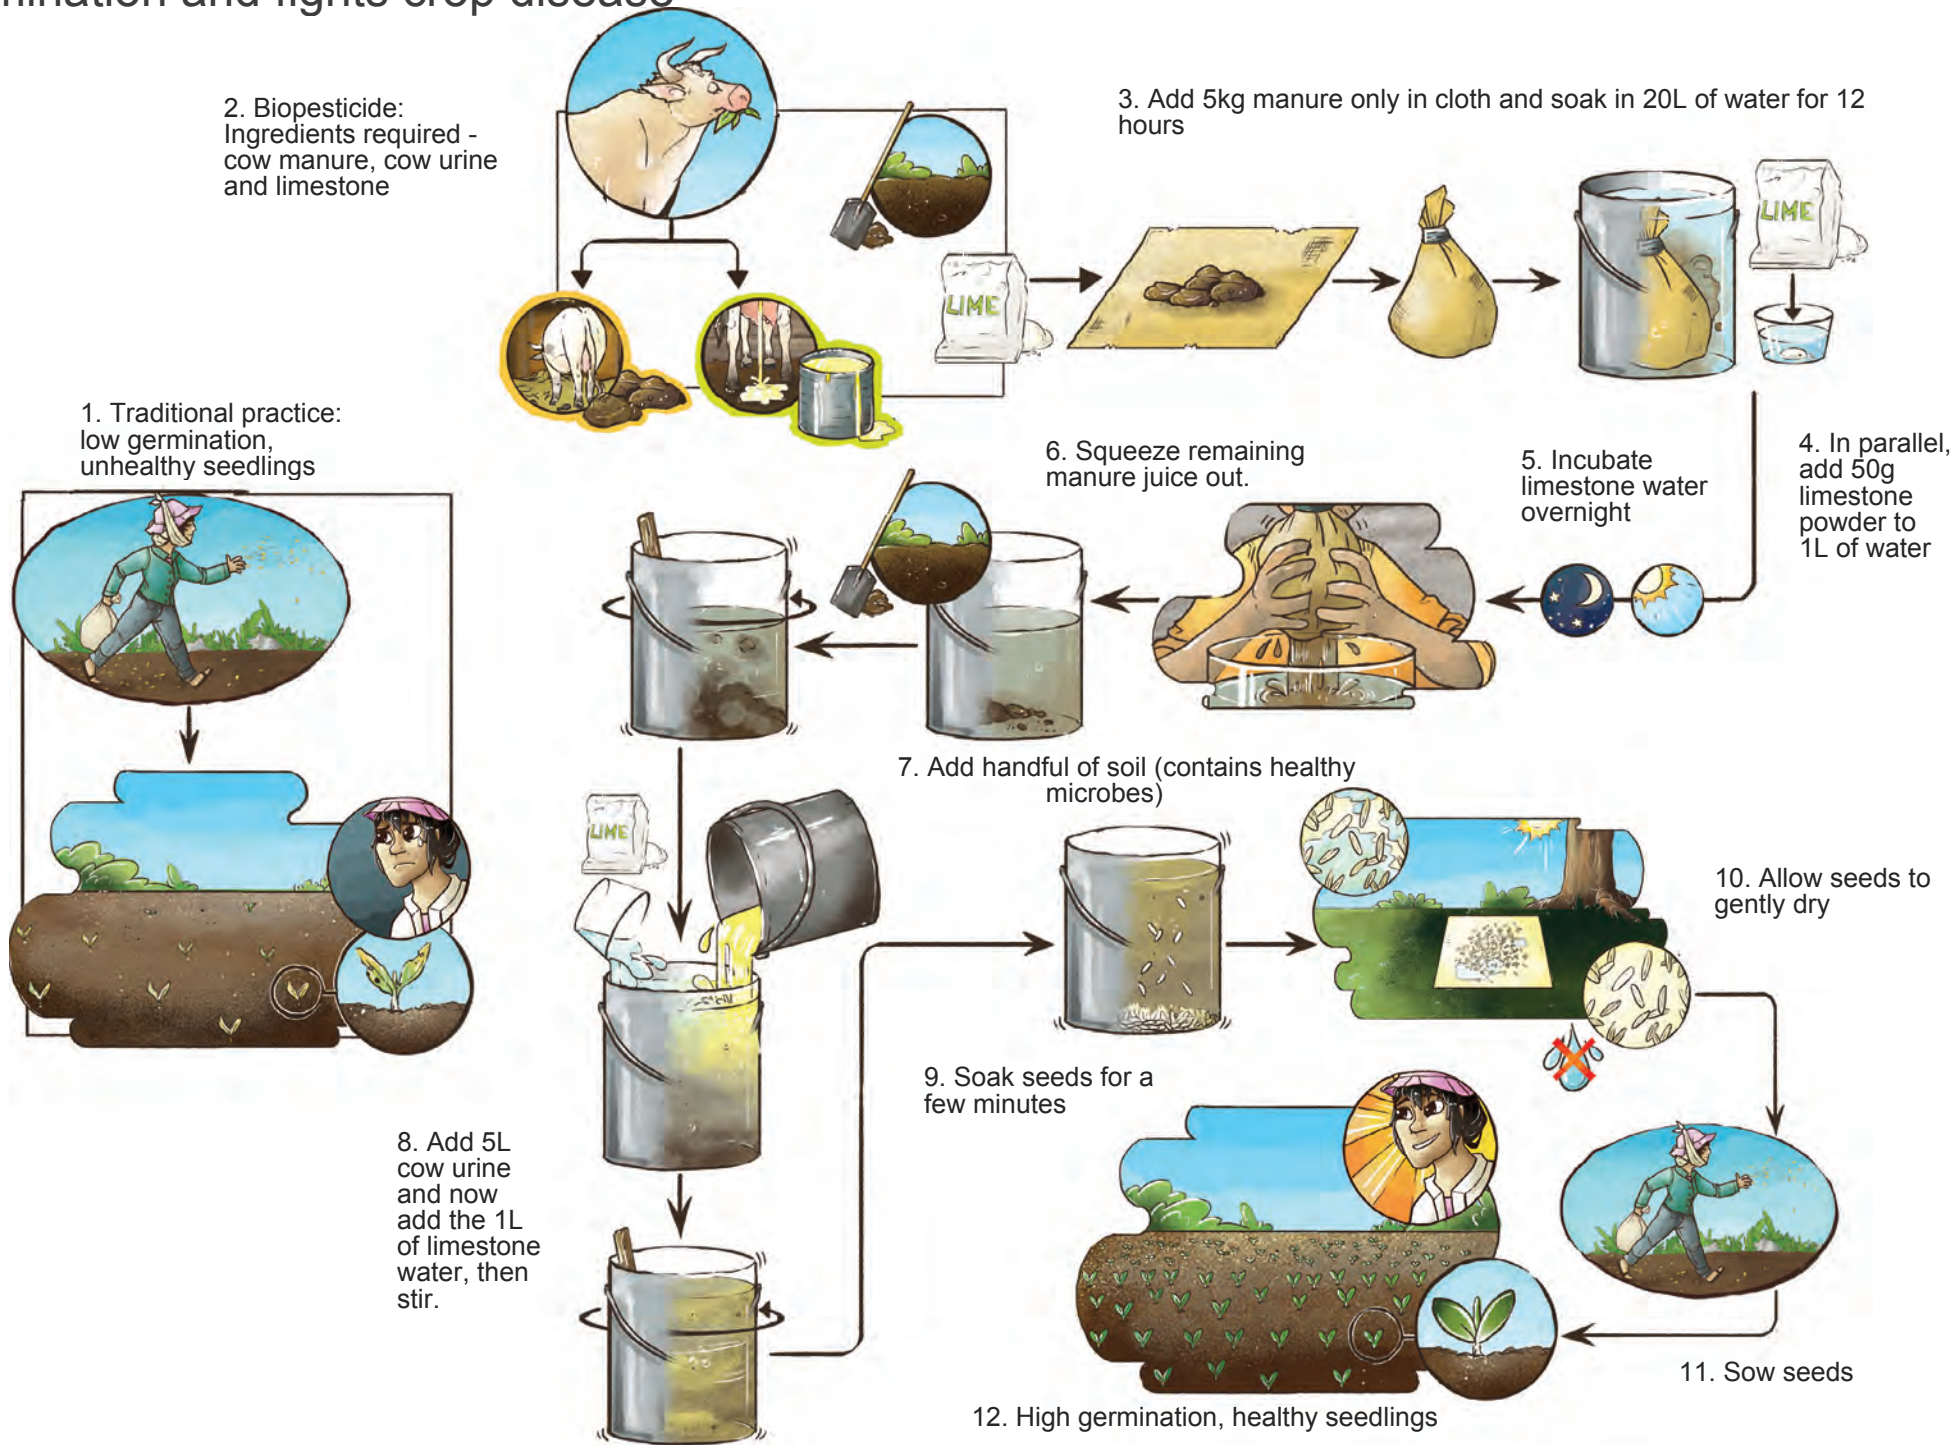 and fights crop disease
1. Traditional practice:
low germination,
unhealthy seedlings
2. Biopesticide:
Ingredients required -
cow manure, cow urine
and limestone
LIME
3. Add 5kg manure only in cloth and soak in 20L of water for 12
hours
LIME
4. In parallel,
add 50g
limestone
powder to
1L of water
5. Incubate
limestone water
overnight
6. Squeeze remaining
manure juice out.
7. Add handful of soil (contains healthy
microbes)
LIME
8. Add 5L
cow urine
and now
add the 1L
of limestone
water, then
stir.
9. Soak seeds for a
few minutes
10. Allow seeds to
gently dry
11. Sow seeds
12. High germination, healthy seedlings